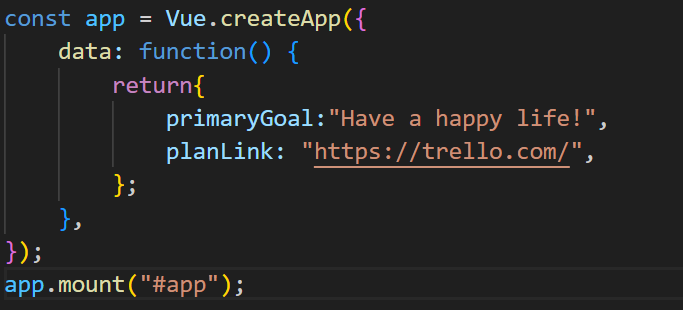 const app = Vue.createApp({
    data: function() {
        return{
            primaryGoal:"Have a happy life!",
            planLink: "https://trello.com/",
        };
    },
});
app.mount("#app");